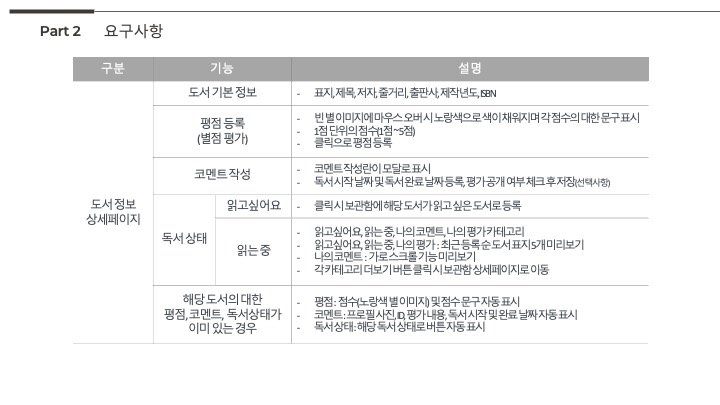 Part 2 요구사항
구분 기능 설명
도서 정보
상세페이지
도서 기본 정보
- 표지, 제목, 저자, 줄거리, 출판사, 제작년도, ISBN
평점 등록
(별점 평가)
- 빈 별 이미지에 마우스 오버 시 노랑색으로 색이 채워지며 각 점수의 대한 문구 표시
- 1점 단위의 점수(1점~5점)
- 클릭으로 평점 등록
코멘트 작성
- 코멘트 작성란이 모달로 표시
- 독서 시작 날짜 및 독서 완료 날짜 등록, 평가 공개 여부 체크 후 저장(선택사항)
독서 상태
읽고싶어요
- 클릭 시 보관함에 해당 도서가 읽고 싶은 도서로 등록
읽는 중
- 읽고싶어요, 읽는 중, 나의 코멘트, 나의 평가 카테고리
- 읽고싶어요, 읽는 중, 나의 평가 : 최근 등록 순 도서 표지 5개 미리보기
- 나의 코멘트 : 가로 스크롤 기능 미리보기
- 각 카테고리 더보기 버튼 클릭 시 보관함 상세페이지로 이동
해당 도서의 대한
평점, 코멘트, 독서상태가
이미 있는 경우
- 평점 : 점수(노랑색 별 이미지) 및 점수 문구 자동 표시
- 코멘트 : 프로필 사진, ID, 평가 내용, 독서 시작 및 완료 날짜 자동 표시
- 독서 상태 : 해당 독서 상태로 버튼 자동 표시